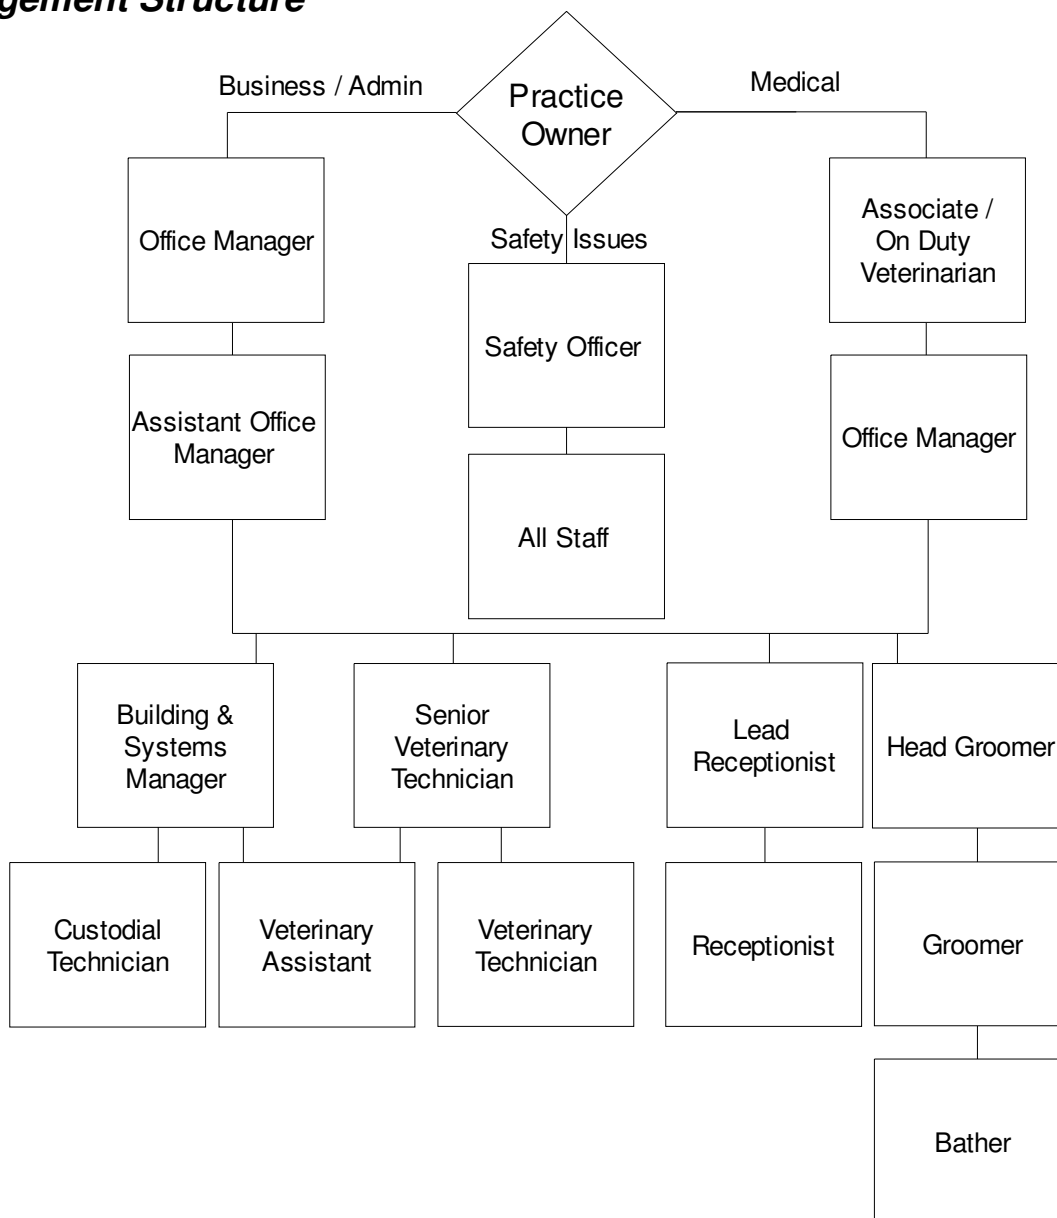 gement Structure
Business / Admin
Practice
Owner
Medical
Office Manager
Safety Issues
Associate /
On Duty
Veterinarian
Assistant Office
Manager
Safety Officer
Office Manager
All Staff
Building &
Systems
Manager
Senior
Veterinary
Technician
Lead
Receptionist
Head Groomer
Custodial
Technician
Veterinary
Assistant
Veterinary
Technician
Receptionist
Groomer
Bather